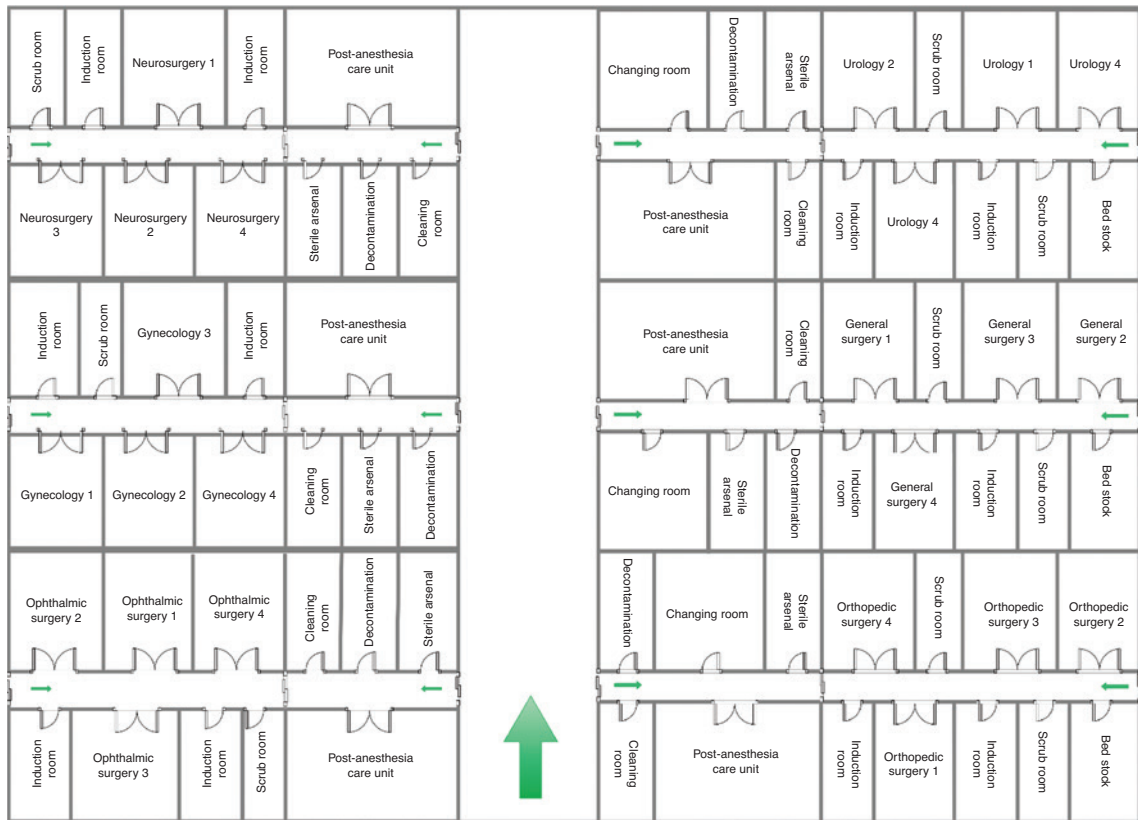 Scrub room
Induction
room
Neurosurgery 1
Induction
room
Post-anesthesia
care unit
Neurosurgery
3
Neurosurgery
2
Neurosurgery
4
Sterile arsenal
Decontamination
Cleaning
room
Induction
room
Scrub room
Gynecology 3
Induction
room
Post-anesthesia
care unit
Gynecology 1
Gynecology 2
Gynecology 4
Cleaning
room
Sterile arsenal
Decontamination
Ophthalmic
surgery 2
Ophthalmic
surgery 1
Ophthalmic
surgery 4
Cleaning
room
Decontamination
Sterile arsenal
Induction
room
Ophthalmic
surgery 3
Induction
room
Scrub room
Post-anesthesia
care unit
Changing room
Decontamination
Sterile
arsenal
Urology 2
Scrub room
Urology 1
Urology 4
Post-anesthesia
care unit
Cleaning
room
Induction
room
Urology 4
Induction
room
Scrub room
Bed stock
Post-anesthesia
care unit
Cleaning
room
General
surgery 1
Scrub room
General
surgery 3
General
surgery 2
Changing room
Sterile
arsenal
Decontamination
Induction
room
General
surgery 4
Induction
room
Scrub room
Bed stock
Decontamination
Changing room
Sterile
arsenal
Orthopedic
surgery 4
Scrub room
Orthopedic
surgery 3
Orthopedic
surgery 2
Cleaning
room
Post-anesthesia
care unit
Induction
room
Orthopedic
surgery 1
Induction
room
Scrub room
Bed stock